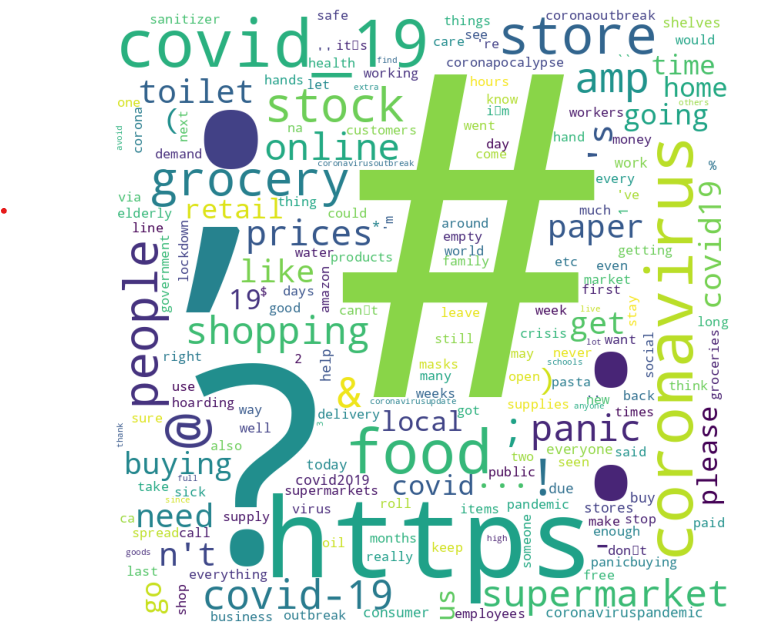 sanitizer
safe
things
coronaoutbreak
shelves
covid_19
. .
it▯s
care
see
're
store
``
would
health
find
working
coronapocalypse
amp
time
hands
let
extra
hours
home
toilet
stock
know
i▯m
workers
others
going
one
corona
(
next
.
na
customers
went
day
come
hand
's
money
avoid
demand
online
coronavirusoutbreak
#
work
%
grocery
every
've
via
thing
elderly
retail
could
*
'm
much
1
covid19
line
,
prices
around
empty
world
paper
coronavirus
people
government
lockdown
water
products
family
etc
even
getting
like
amazon
market
19
$
days
good
can▯t
leave
week
first
live
stay
long
shopping
still
crisis
get
lot
want
social
right
2
help
may
never
schools
:
groceries
?
masks
many
open
)
pasta
think
use
&
weeks
supplies
new
anyone
back
hoarding
coronavirusupdate
times
sure
@
way
3
delivery
local
got
;
panic
please
thank
well
also
food
two
everyone
said
buying
today
seen
full
public
take
sick
covid2019
covid
...
!
due
buy
since
supermarkets
stores
need
supply
virus
roll
items
pandemic
make
stop
ca
https
someone
enough
paid
spread
call
oil
months
keep
high
-
don▯t
goods
n't
really
panicbuying
last
everything
free
go
shop
covid-19
us
supermarket
business
outbreak
consumer
employees
coronaviruspandemic